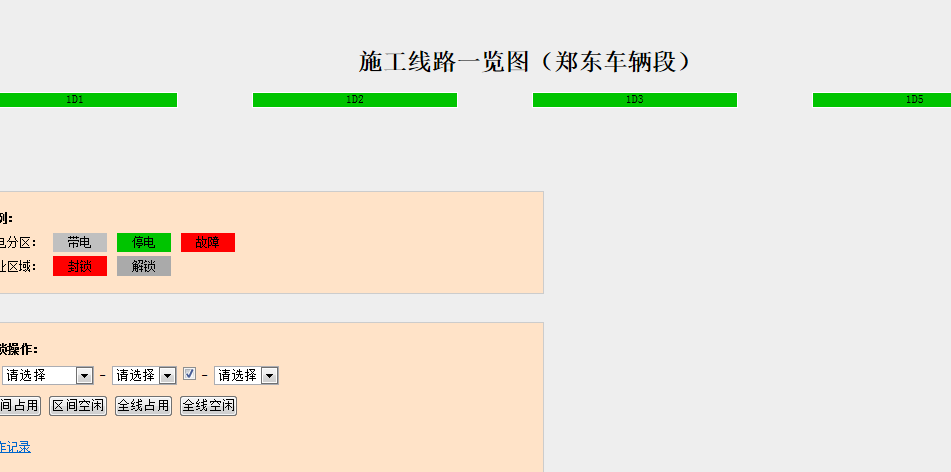 施工线路一览图（郑东车辆段）
1D1 1D2 1D3 1D5
例：
电分区： 带电 停电 故障
业区域： 封锁 解锁
锁操作：
请选择 - 请选择 - 请选择
间占用 区间空闲 全线占用 全线空闲
作记录